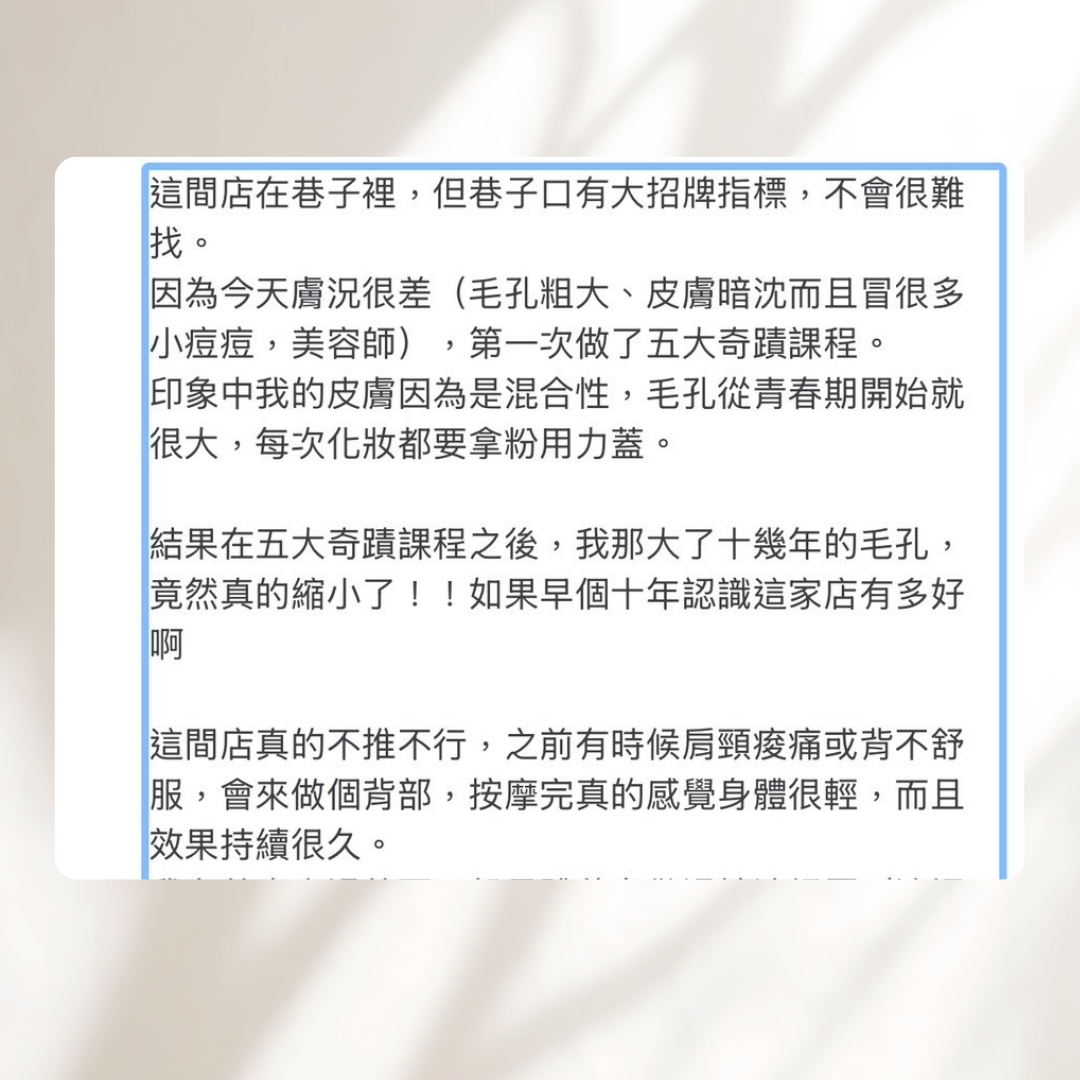 這間店在巷子裡，但巷子口有大招牌指標，不會很難
找。
因為今天膚況很差（毛孔粗大、皮膚暗沈而且冒很多
小痘痘，美容師），第一次做了五大奇蹟課程。
印象中我的皮膚因為是混合性，毛孔從青春期開始就
很大，每次化妝都要拿粉用力蓋。
結果在五大奇蹟課程之後，我那大了十幾年的毛孔，
竟然真的縮小了！！如果早個十年認識這家店有多好
啊
這間店真的不推不行，之前有時候肩頸痠痛或背不舒
服，會來做個背部，按摩完真的感覺身體很輕，而且
效果持續很久。